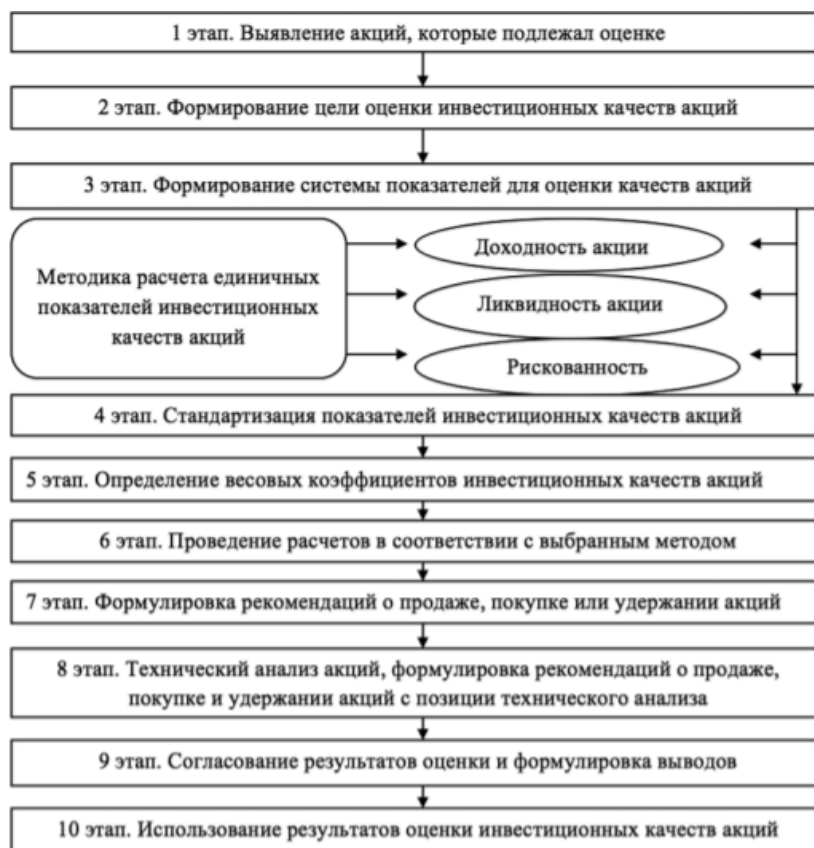 1 этап. Выявление акций, которые подлежал оценке
2 этап. Формирование цели оценки инвестиционных качеств акций
3 этап. Формирование системы показателей для оценки качеств акций
Методика расчета единичных
показателей инвестиционных
качеств акций
Доходность акции
Ликвидность акции
Рискованность
4 этап. Стандартизация показателей инвестиционных качеств акций
5 этап. Определение весовых коэффициентов инвестиционных качеств акций
6 этап. Проведение расчетов в соответствии с выбранным методом
7 этап. Формулировка рекомендаций о продаже, покупке или удержании акций
8 этап. Технический анализ акций, формулировка рекомендаций о продаже,
покупке и удержании акций с позиции технического анализа
9 этап. Согласование результатов оценки и формулировка выводов
10 этап. Использование результатов оценки инвестиционных качеств акций